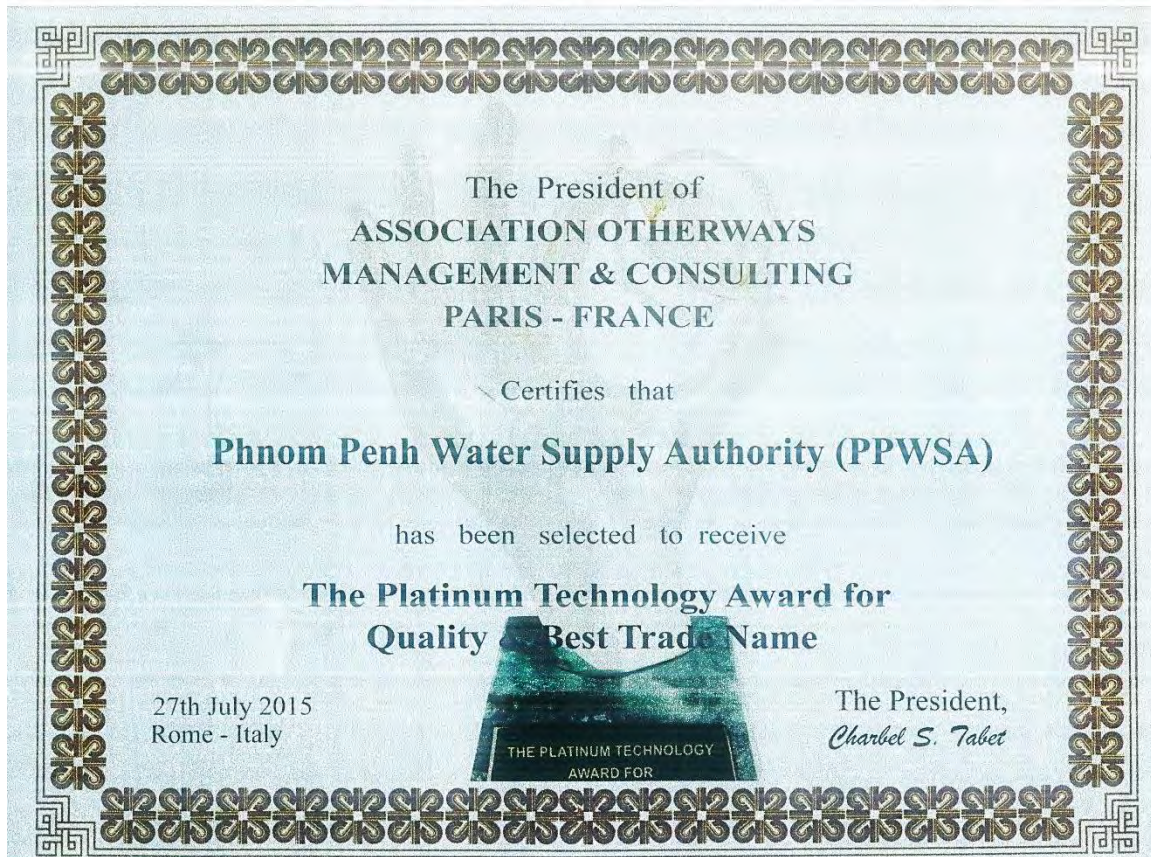 The President of
ASSOCIATION OTHERWAYS
MANAGEMENT & CONSULTING
PARIS - FRANCE
Certifies that
Phnom Penh Water Supply Authority (PPWSA)
has been selected to receive
The Platinum Technology Award for
Quality & Best Trade Name
27th July 2015
Rome - Italy
The President,
Charbel S. Tabet
THE PLATINUM TECHNOLOGY
AWARD FOR